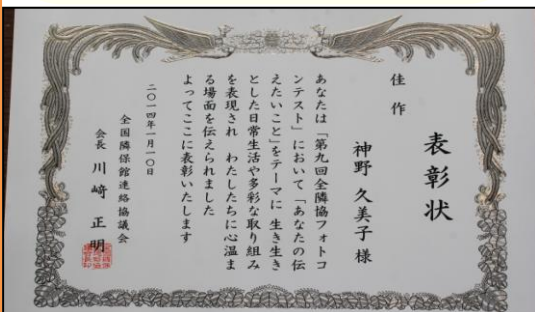 表彰状
佳作
神野 久美子 様
あなたは「第九回全隣協フォトコ
ンテスト」において「あなたの伝
えたいこと」をテーマに 生き生き
とした日常生活や多彩な取り組み
を表現され わたしたちに心温ま
る場面を伝えられました
よってここに表彰いたします
二〇一四年一月一〇日
全国隣保館連絡協議会
会長 川﨑 正明